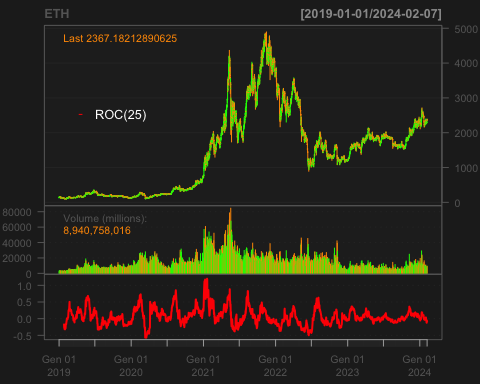 ETH [2019-01-01/2024-02-07]
Last 2367.18212890625
ROC(25)
5000
4000
3000
2000
1000
0
Volume (millions):
8,940,758,016
80000
60000
40000
20000
0
1.0
0.5
0.0
-0.5
Gen 01 Gen 01 Gen 01 Gen 01 Gen 01 Gen 01
2019 2020 2021 2022 2023 2024